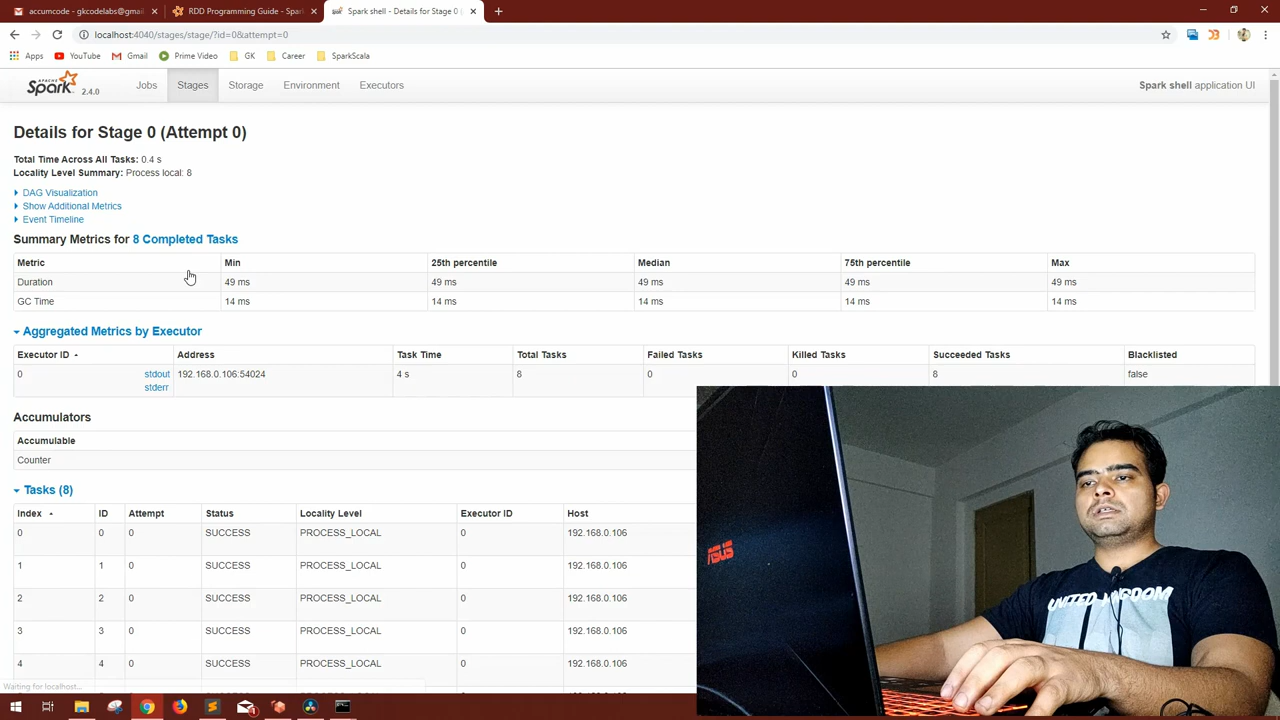 accumcode - gkcodelabs@gmai
RDD Programming Guide - Spar
Spark shell - Details for Stage 0 (
localhost:4040/stages/stage/?id=0&attempt=0
Apps YouTube Gmail Prime Video GK Career SparkScala
APACHE Spark 2.4.0 Jobs Stages Storage Environment Executors Spark shell application UI
Details for Stage 0 (Attempt 0)
Total Time Across All Tasks: 0.4 s
Locality Level Summary: Process local: 8
DAG Visualization
Show Additional Metrics
Event Timeline
Summary Metrics for 8 Completed Tasks
Metric Min 25th percentile Median 75th percentile Max
Duration 49 ms 49 ms 49 ms 49 ms 49 ms
GC Time 14 ms 14 ms 14 ms 14 ms 14 ms
Aggregated Metrics by Executor
Executor ID Address Task Time Total Tasks Failed Tasks Killed Tasks Succeeded Tasks Blacklisted
0 stdout 192.168.0.106:54024 4 s 8 0 0 8 false
stderr
Accumulators
Accumulable
Counter
Tasks (8)
Index ID Attempt Status Locality Level Executor ID Host
0 0 0 SUCCESS PROCESS_LOCAL 0 192.168.0.106
1 1 0 SUCCESS PROCESS_LOCAL 0 192.168.0.106
2 2 0 SUCCESS PROCESS_LOCAL 0 192.168.0.106
3 3 0 SUCCESS PROCESS_LOCAL 0 192.168.0.106
4 4 0 SUCCESS PROCESS_LOCAL 0 192.168.0.106
Waiting for localhost...
ASUS
UNITED KINGDOM